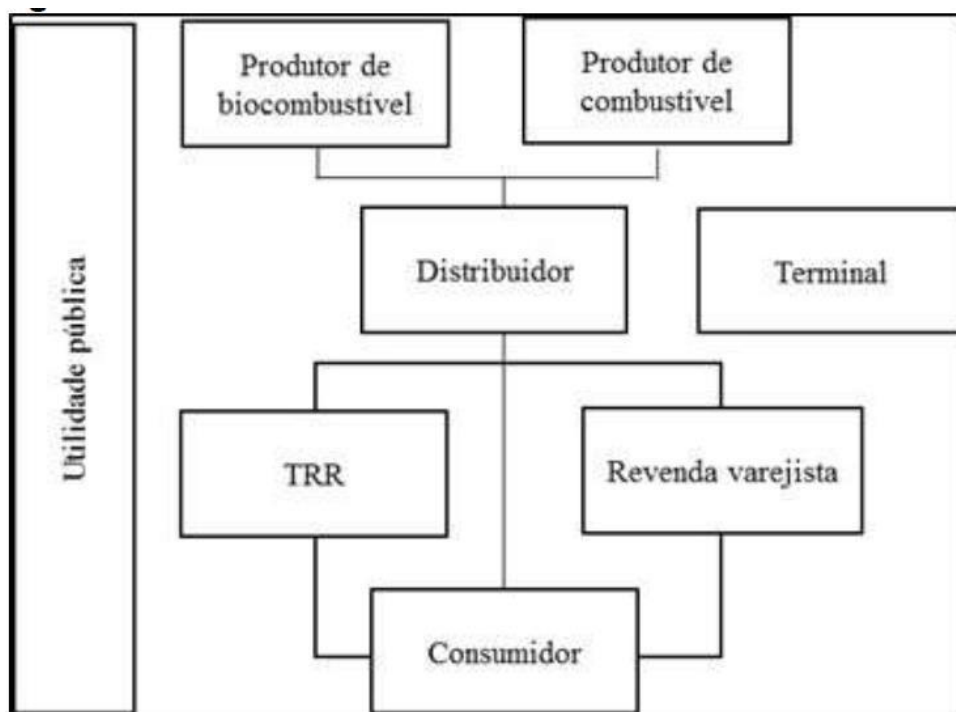 Utilidade pública
Produtor de
biocombustível
Produtor de
combustível
Distribuidor
Terminal
TRR
Revenda varejista
Consumidor